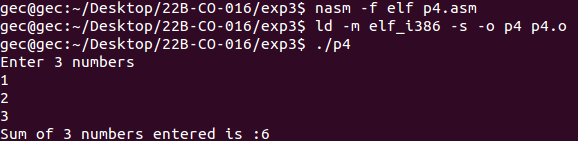 gec@gec:~/Desktop/22B-CO-016/exp3$ nasm -f elf p4.asm
gec@gec:~/Desktop/22B-CO-016/exp3$ ld -m elf_i386 -s -o p4 p4.o
gec@gec:~/Desktop/22B-CO-016/exp3$ ./p4
Enter 3 numbers
1
2
3
Sum of 3 numbers entered is :6